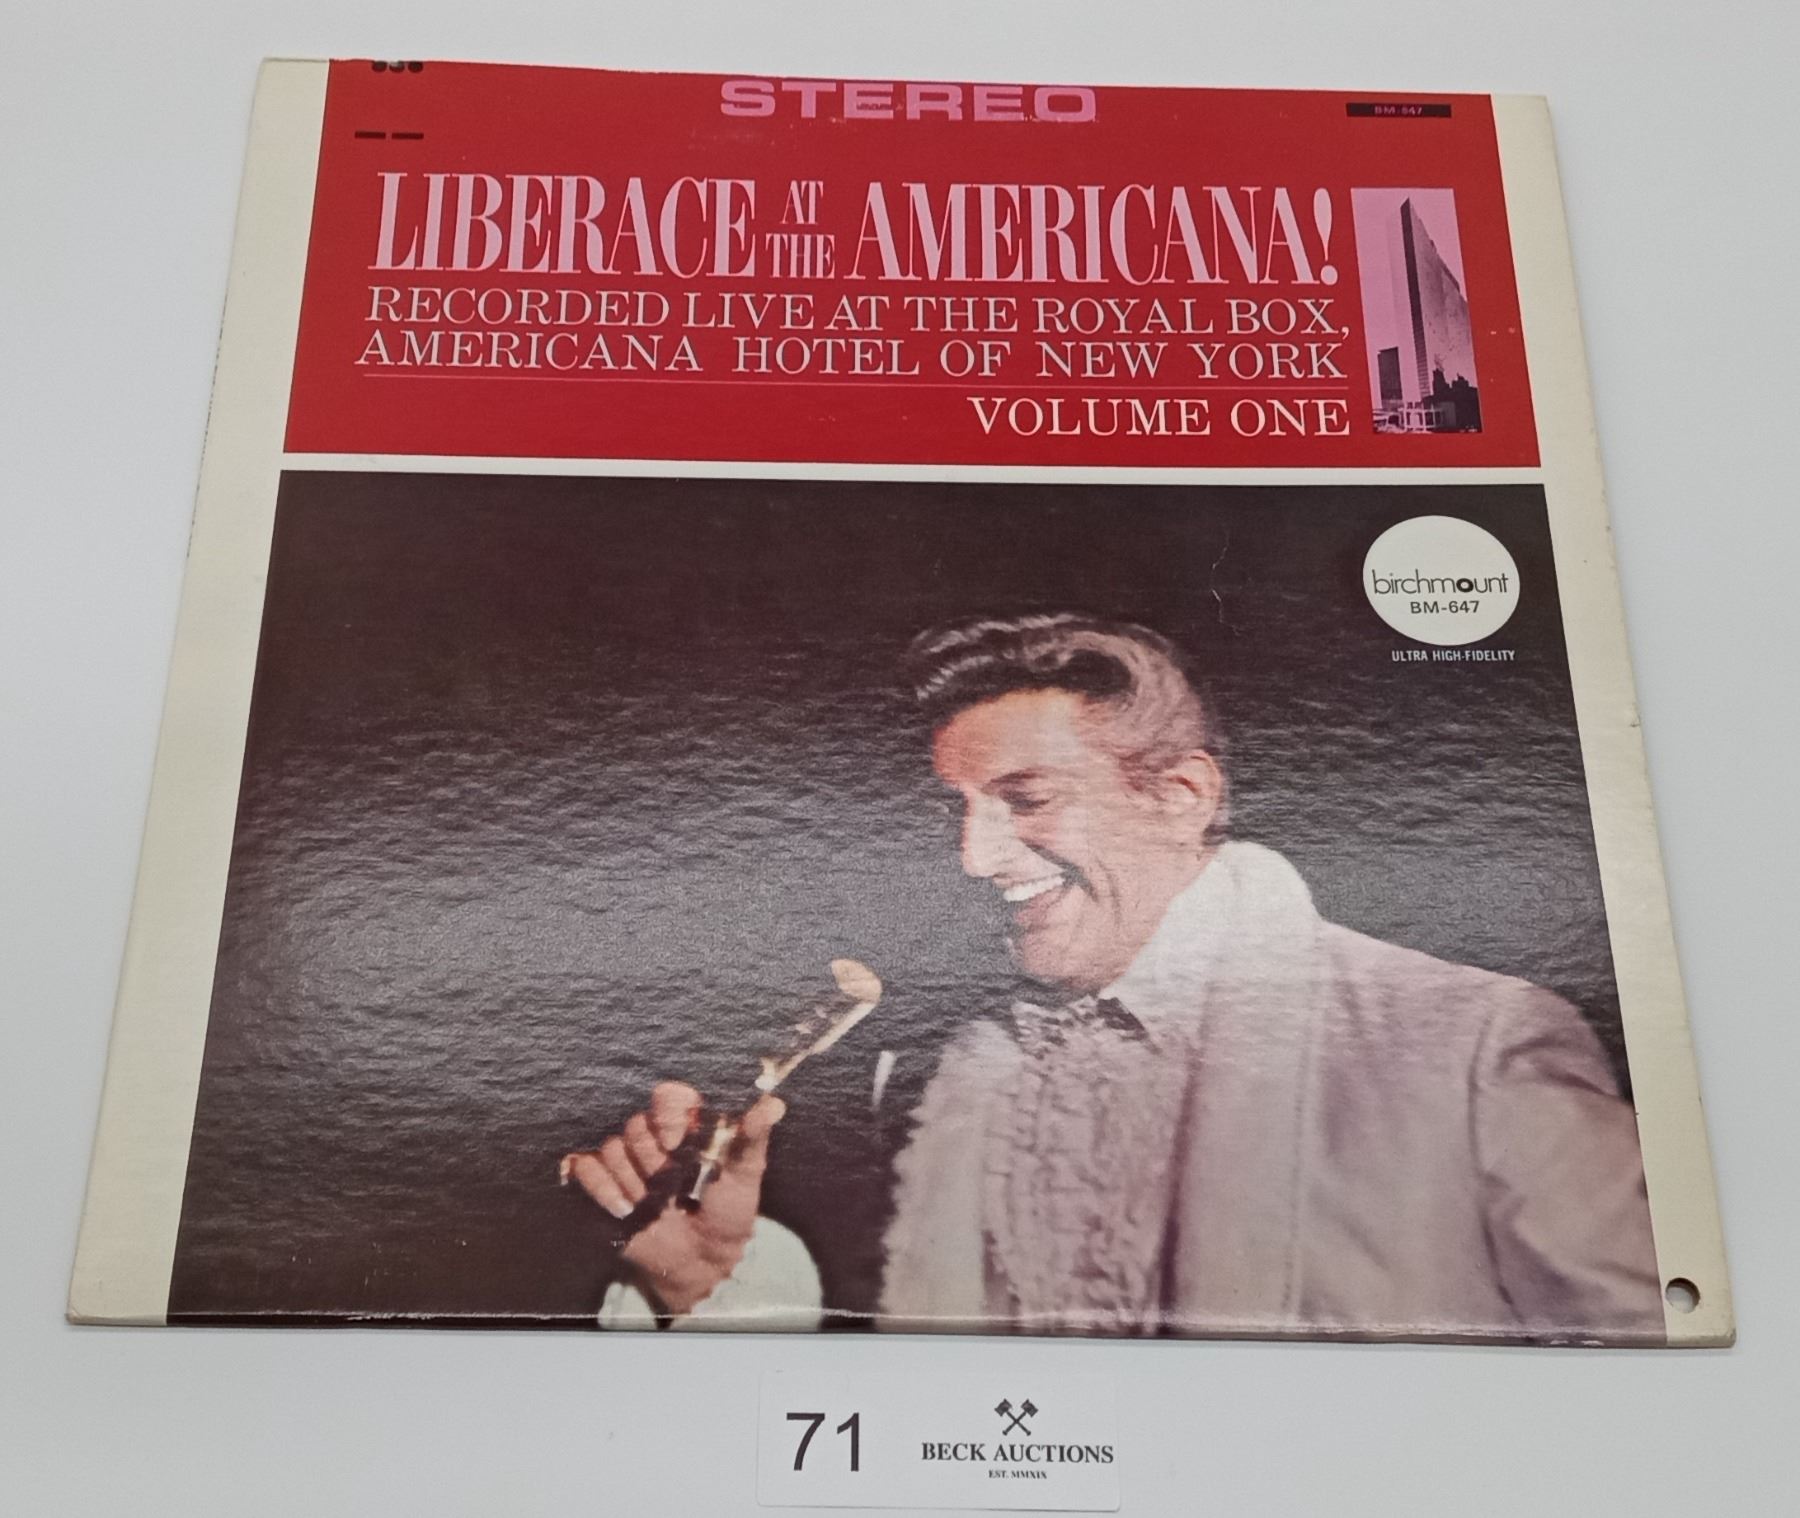 STEREO
BM-647
LIBERACE AT THE AMERICANA!
RECORDED LIVE AT THE ROYAL BOX,
AMERICANA HOTEL OF NEW YORK
VOLUME ONE
birchmount
BM-647
ULTRA HIGH-FIDELITY
71
BECK AUCTIONS
EST. MMXIX